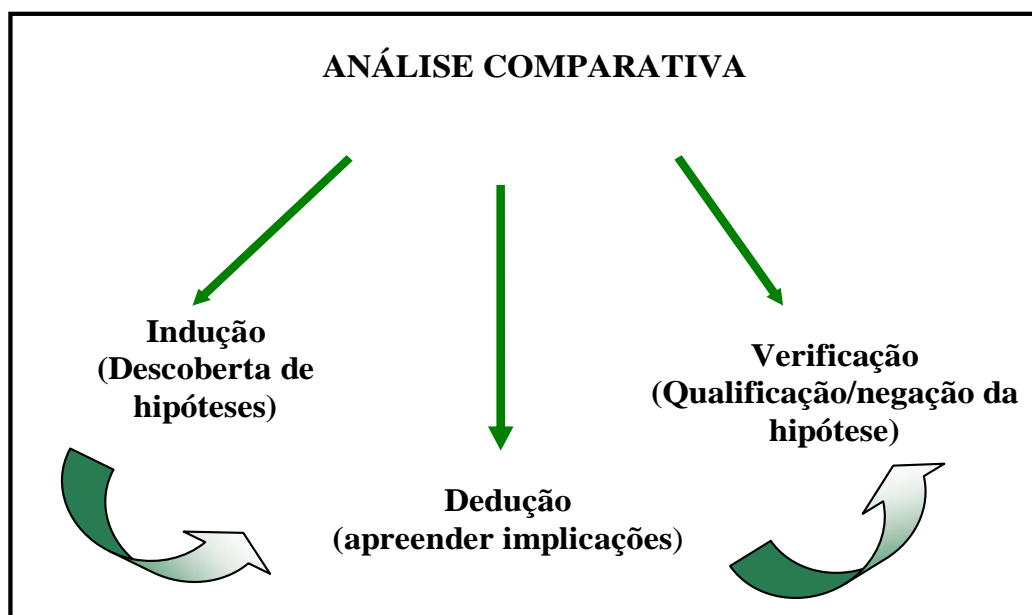 ANÁLISE COMPARATIVA
Indução
(Descoberta de
hipóteses)
Verificação
(Qualificação/negação da
hipótese)
Dedução
(apreender implicações)